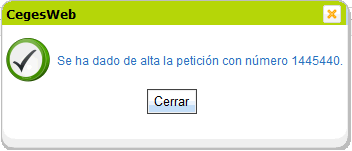 CegesWeb
Se ha dado de alta la petición con número 1445440.
Cerrar